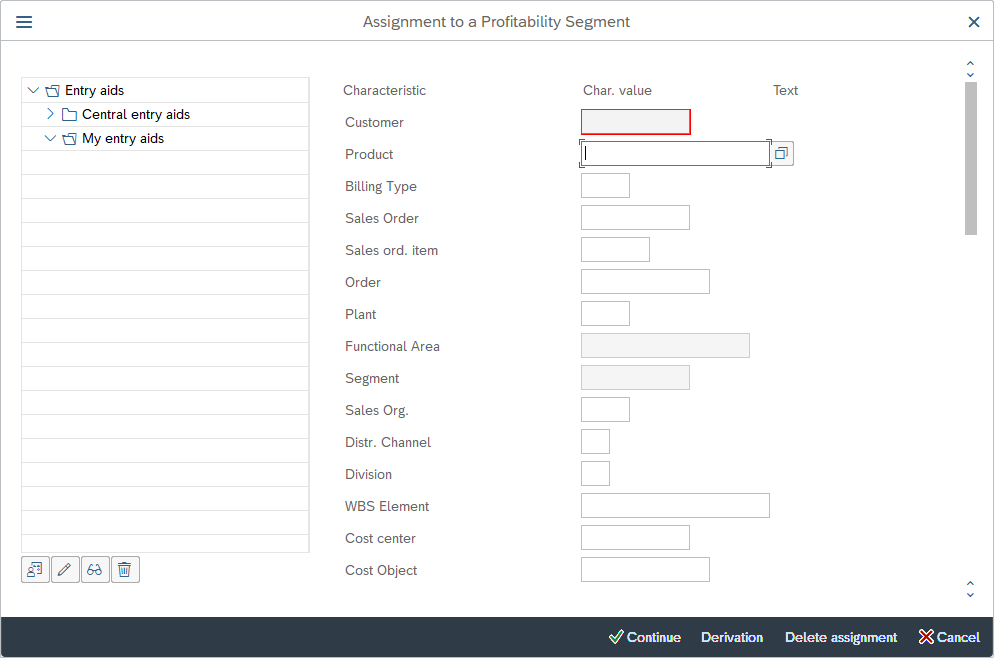 Assignment to a Profitability Segment
Entry aids
Central entry aids
My entry aids
Characteristic Char. value Text
Customer
Product
Billing Type
Sales Order
Sales ord. item
Order
Plant
Functional Area
Segment
Sales Org.
Distr. Channel
Division
WBS Element
Cost center
Cost Object
Continue Derivation Delete assignment Cancel